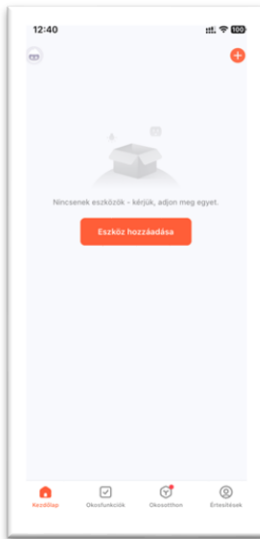 12:40
100
Nincsenek eszközök - kérjük, adjon meg egyet.
Eszköz hozzáadása
Kezdőlap Okosfunkciók Okosotthon Értesítések